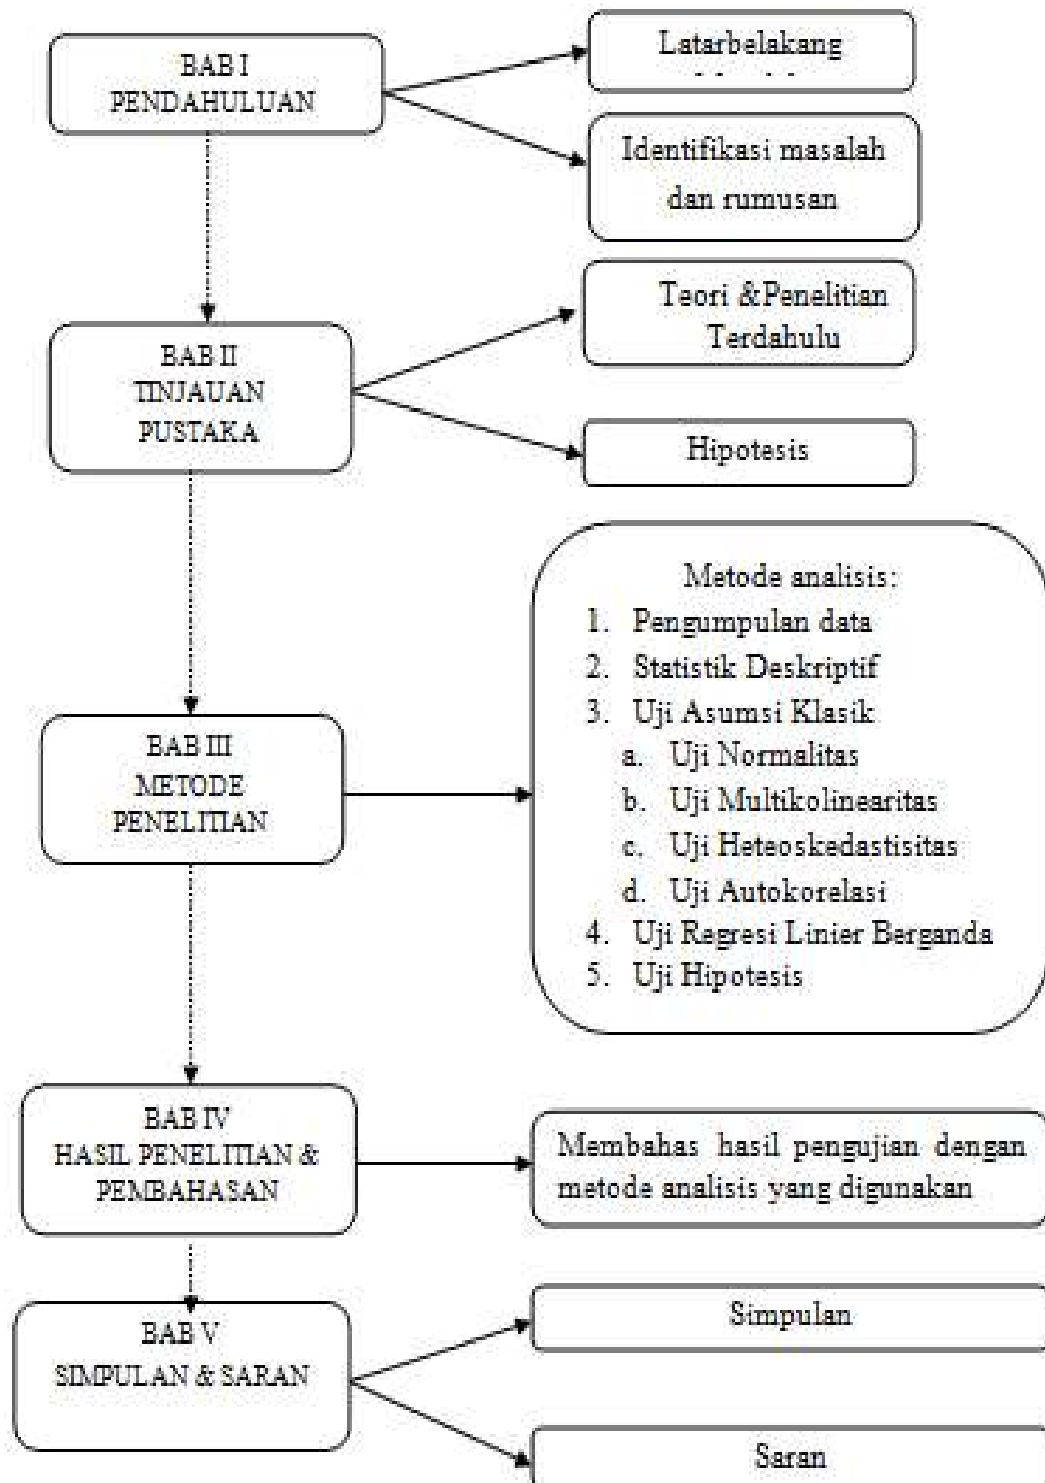 BAB I
PENDAHULUAN
Latarbelakang
Identifikasi masalah
dan rumusan
BAB II
TINJAUAN
PUSTAKA
Teori &Penelitian
Terdahulu
Hipotesis
BAB III
METODE
PENELITIAN
Metode analisis:
1. Pengumpulan data
2. Statistik Deskriptif
3. Uji Asumsi Klasik
a. Uji Normalitas
b. Uji Multikolinearitas
c. Uji Heteoskedastisitas
d. Uji Autokorelasi
4. Uji Regresi Linier Berganda
5. Uji Hipotesis
BAB IV
HASIL PENELITIAN &
PEMBAHASAN
Membahas hasil pengujian dengan
metode analisis yang digunakan
BAB V
SIMPULAN & SARAN
Simpulan
Saran